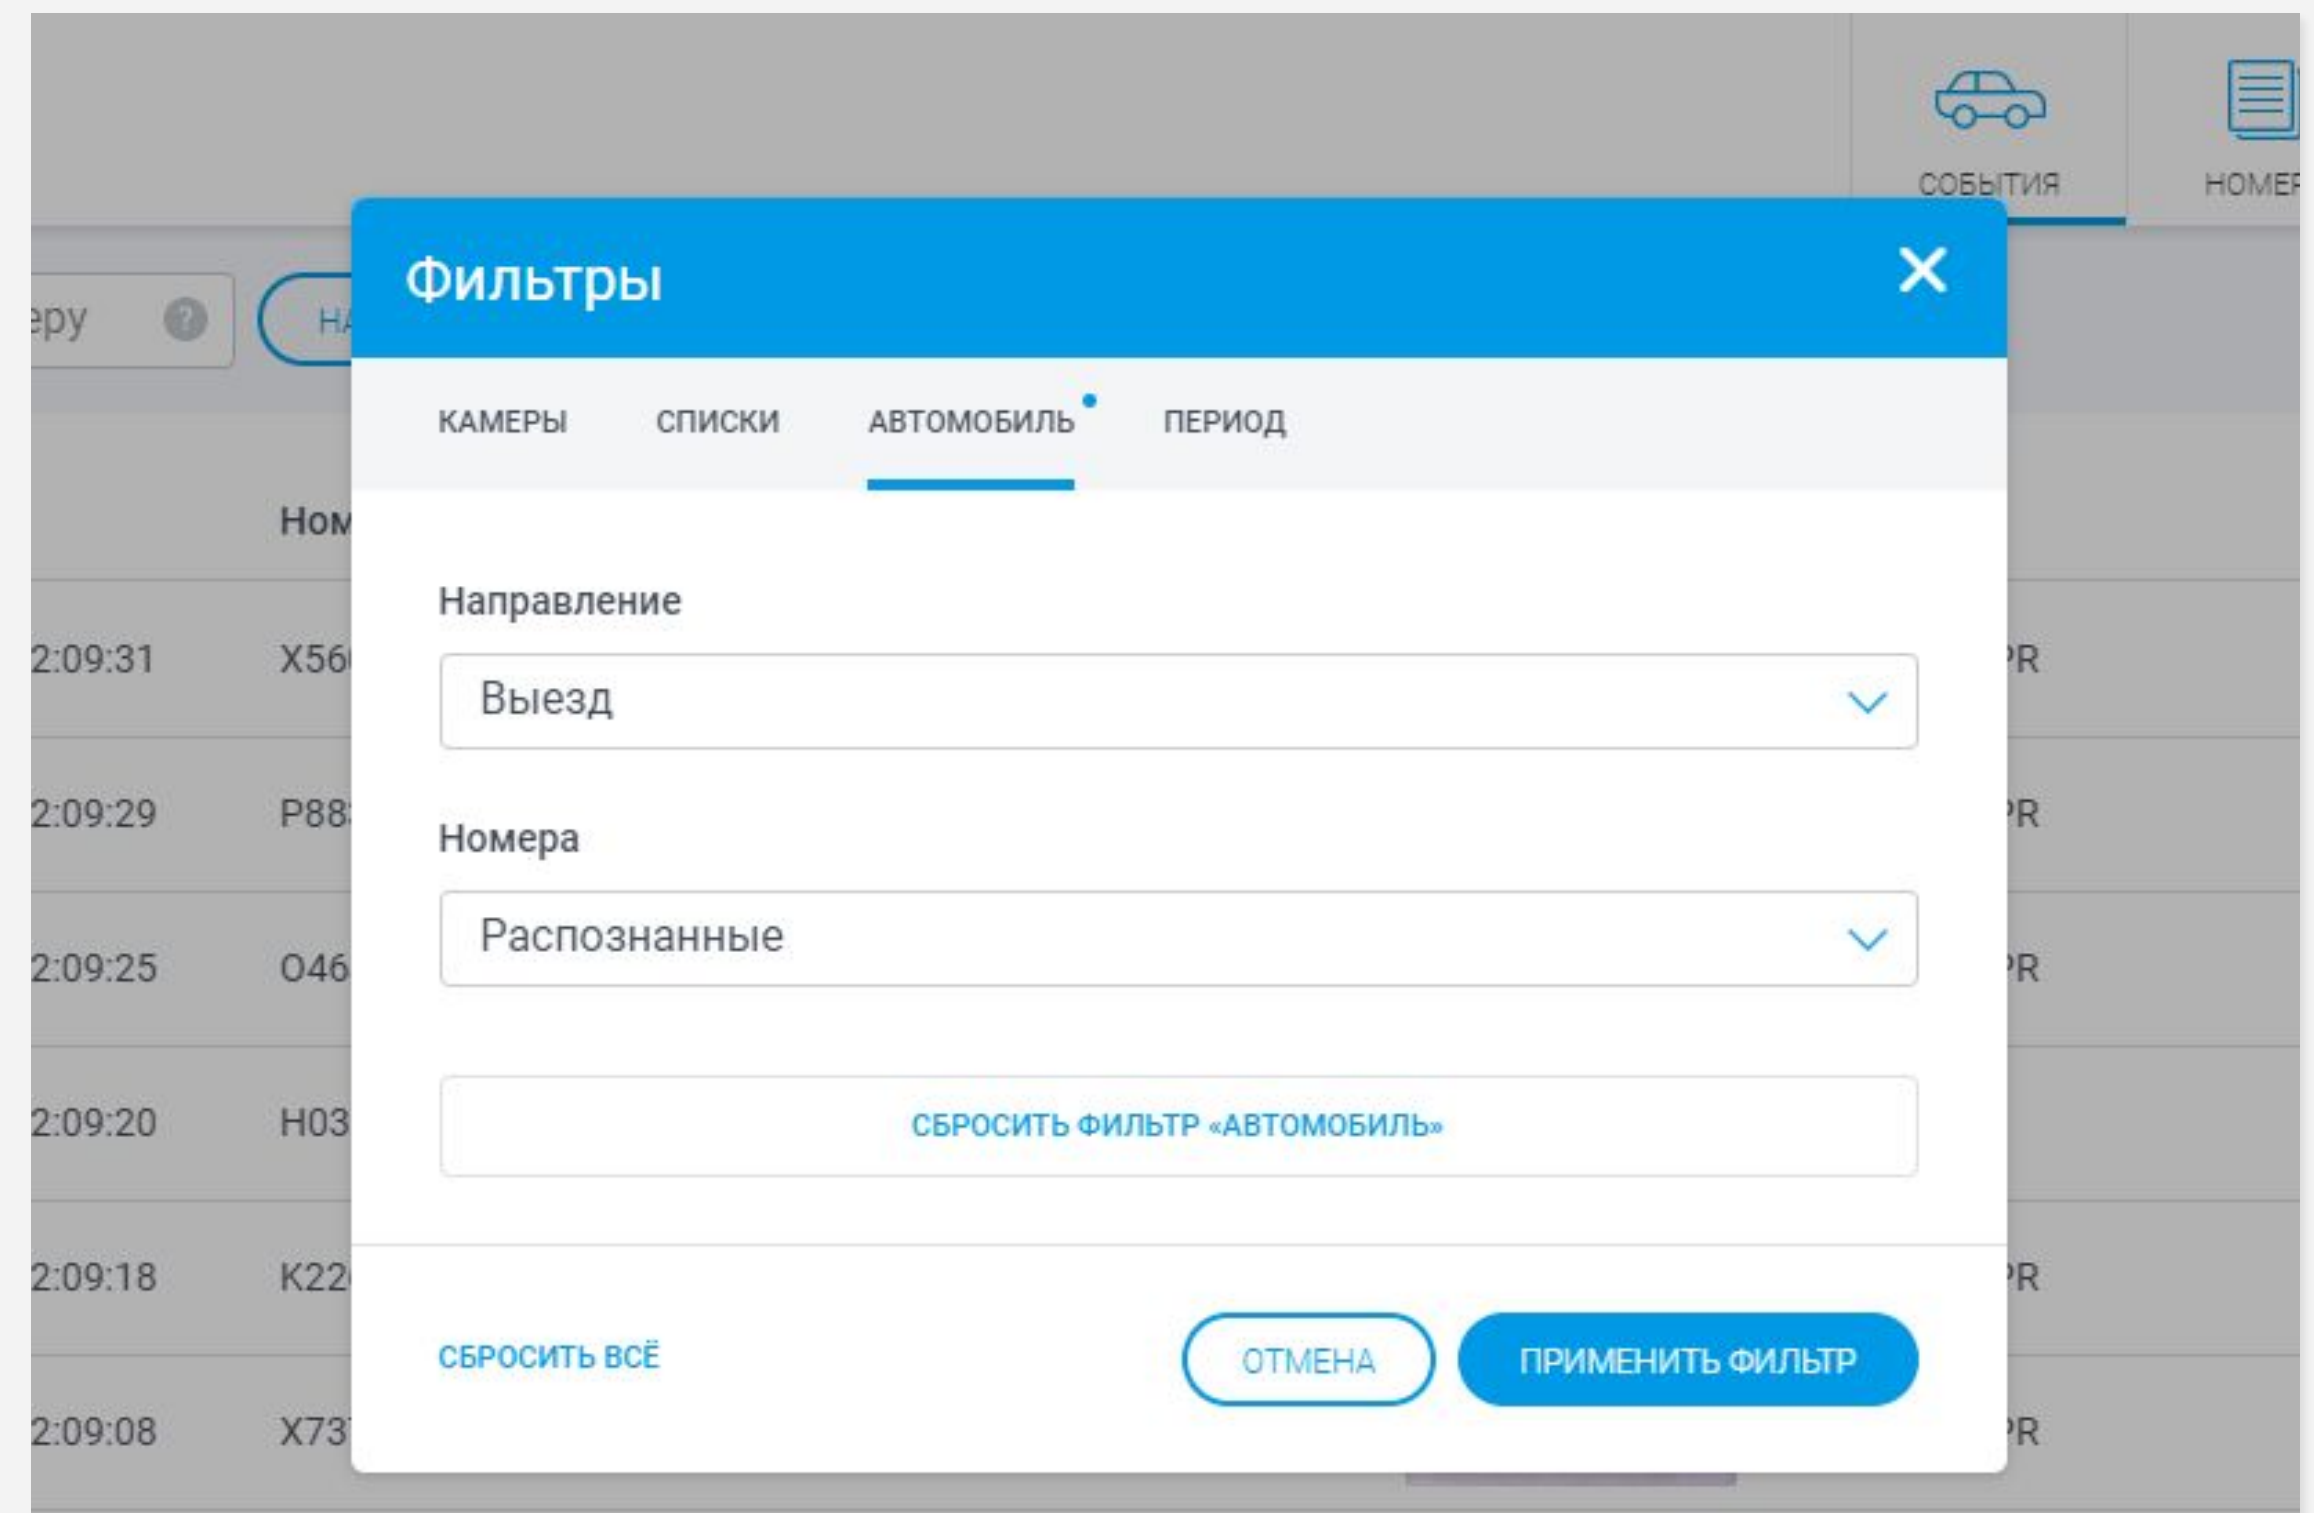 СОБЫТИЯ
Фильтры
?
КАМЕРЫ СПИСКИ АВТОМОБИЛЬ ПЕРИОД
Направление
2:09:31
Выезд
2:09:29
Номера
Распознанные
2:09:25
2:09:20
СБРОСИТЬ ФИЛЬТР «АВТОМОБИЛЬ»
2:09:18
СБРОСИТЬ ВСЁ ОТМЕНА ПРИМЕНИТЬ ФИЛЬТР
2:09:08